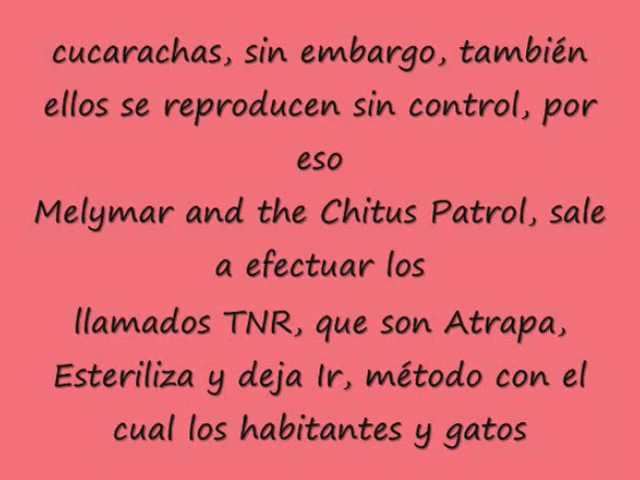 cucarachas, sin embargo, también
ellos se reproducen sin control, por
eso
Melymar and the Chitus Patrol, sale
a efectuar los
llamados TNR, que son Atrapa,
Esteriliza y deja Ir, método con el
cual los habitantes y gatos